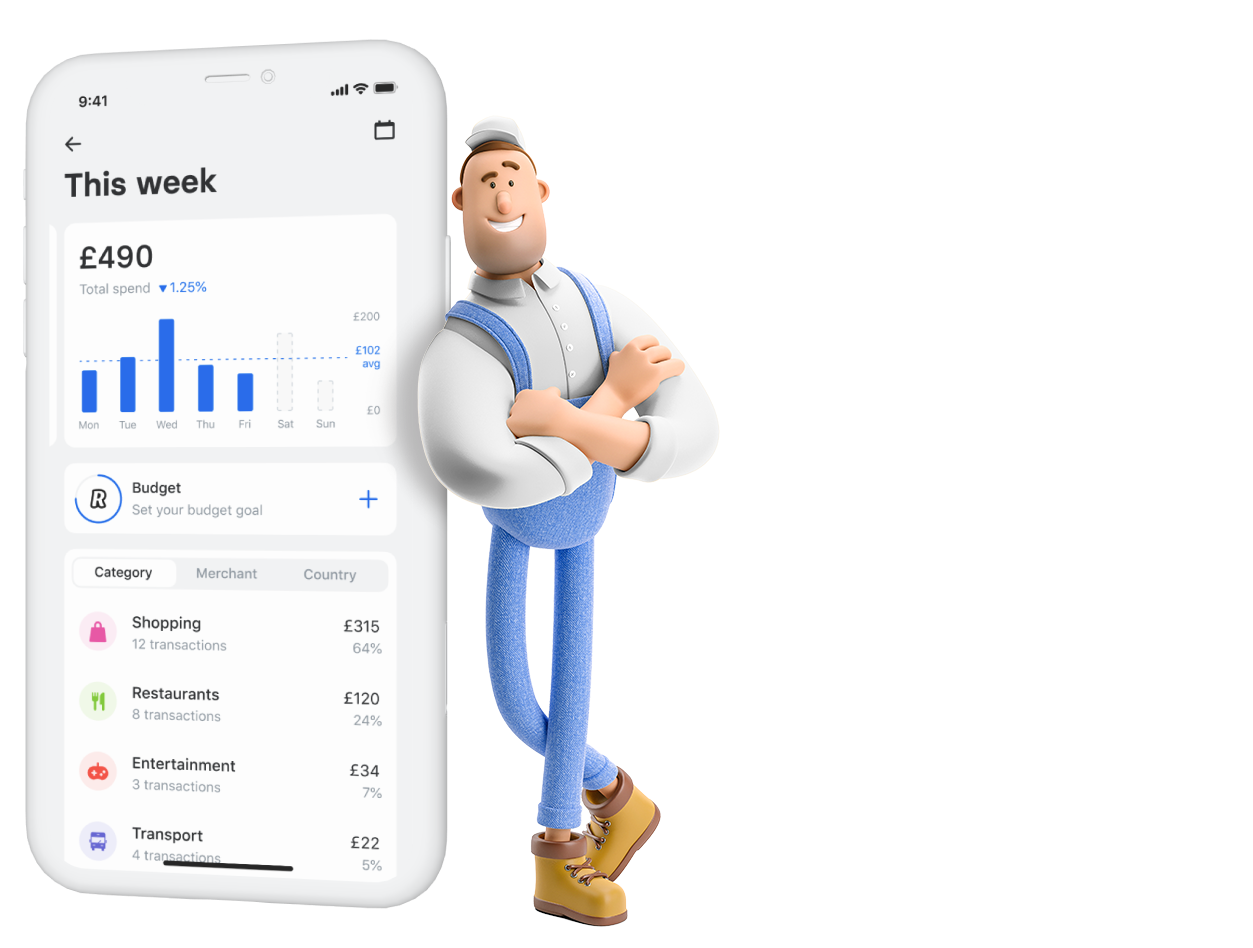 9:41
This week
£490
Total spend ▼1.25%
£200
£102
avg
£0
Mon Tue Wed Thu Fri Sat Sun
R
Budget
Set your budget goal
Category Merchant Country
Shopping £315
12 transactions 64%
Restaurants £120
8 transactions 24%
Entertainment £34
3 transactions 7%
Transport £22
4 transactions 5%